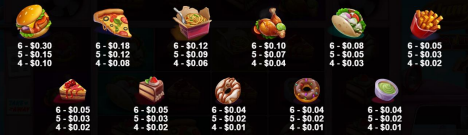 6 - $0.30 6 - $0.18 6 - $0.12 6 - $0.10 6 - $0.08 6 - $0.05
5 - $0.15 5 - $0.12 5 - $0.09 5 - $0.07 5 - $0.05 5 - $0.03
4 - $0.10 4 - $0.08 4 - $0.06 4 - $0.04 4 - $0.03 4 - $0.02
6 - $0.05 6 - $0.05 6 - $0.04 6 - $0.04 6 - $0.04
5 - $0.03 5 - $0.03 5 - $0.02 5 - $0.02 5 - $0.02
4 - $0.02 4 - $0.02 4 - $0.01 4 - $0.01 4 - $0.01